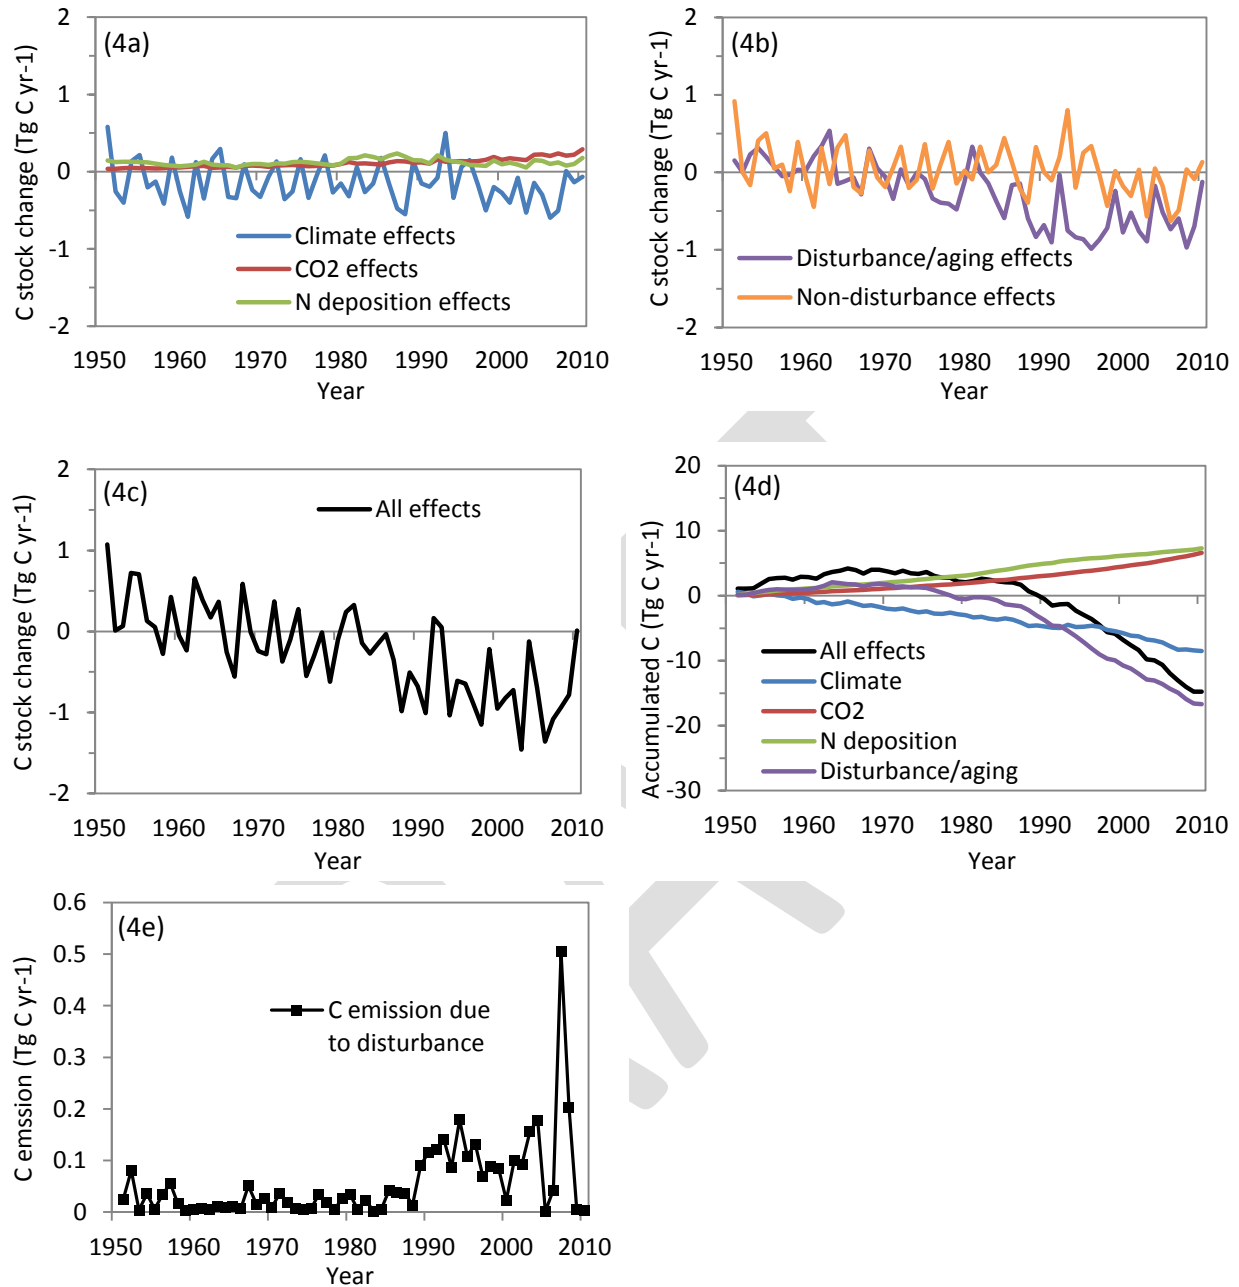 (4a)
C stock change (Tg C yr-1)
2
1
0
-1
-2
Climate effects
CO2 effects
N deposition effects
1950 1960 1970 1980 1990 2000 2010
Year
(4b)
C stock change (Tg C yr-1)
2
1
0
-1
-2
Disturbance/aging effects
Non-disturbance effects
1950 1960 1970 1980 1990 2000 2010
Year
(4c)
C stock change (Tg C yr-1)
2
1
0
-1
-2
All effects
1950 1960 1970 1980 1990 2000 2010
Year
(4d)
Accumulated C (Tg C yr-1)
20
10
0
-10
-20
-30
All effects
Climate
CO2
N deposition
Disturbance/aging
1950 1960 1970 1980 1990 2000 2010
Year
(4e)
C emssion (Tg C yr-1)
0.6
0.5
0.4
0.3
0.2
0.1
0
C emission due
to disturbance
1950 1960 1970 1980 1990 2000 2010
Year